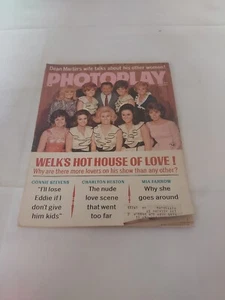 Dean Martin's wife talks about his other women!
PHOTOPLAY
WELK'S HOT HOUSE OF LOVE!
Why are there more lovers on his show than any other?
CONNIE STEVENS
"I'll lose
Eddie if I
don't give
him kids"
CHARLTON HESTON
The nude
love scene
that went
too far
MIA FARROW
Why she
goes around